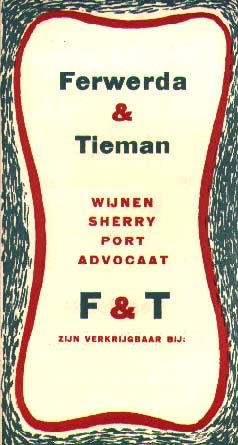 Ferwerda
&
Tieman
WIJNEN
SHERRY
PORT
ADVOCAAT
F & T
ZIJN VERKRIJGBAAR BIJ: